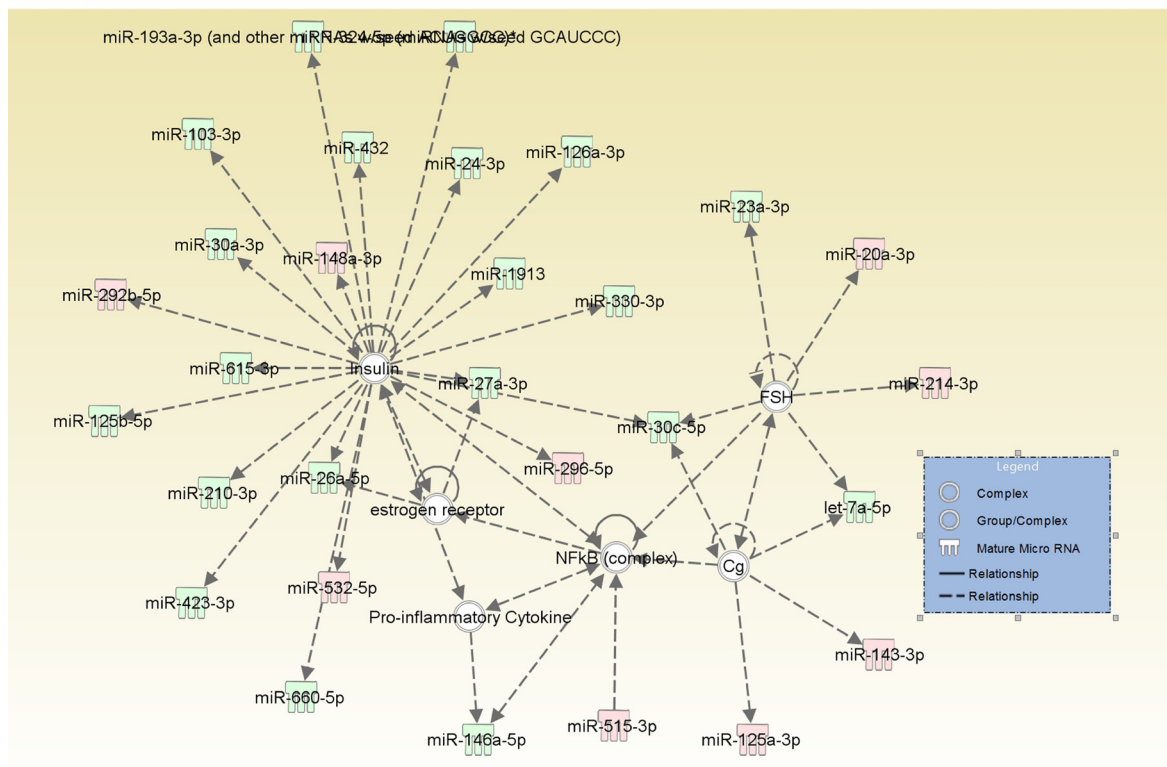 miR-193a-3p (and other miRNAs w/seed
GCAUCCC)
miR-103-3p
miR-432
miR-24-3p
miR-126a-3p
miR-23a-3p
miR-30a-3p
miR-148a-3p
miR-1913
miR-20a-3p
miR-292b-5p
miR-330-3p
miR-615-3p
Insulin
miR-27a-3p
FSH
miR-214-3p
miR-125b-5p
miR-30c-5p
miR-210-3p
miR-26a-5p
miR-296-5p
estrogen receptor
let-7a-5p
NFkB (complex)
Cg
miR-423-3p
miR-532-5p
Pro-inflammatory Cytokine
miR-143-3p
miR-660-5p
miR-146a-5p
miR-515-3p
miR-125a-3p
Legend
Complex
Group/Complex
Mature Micro RNA
Relationship
Relationship